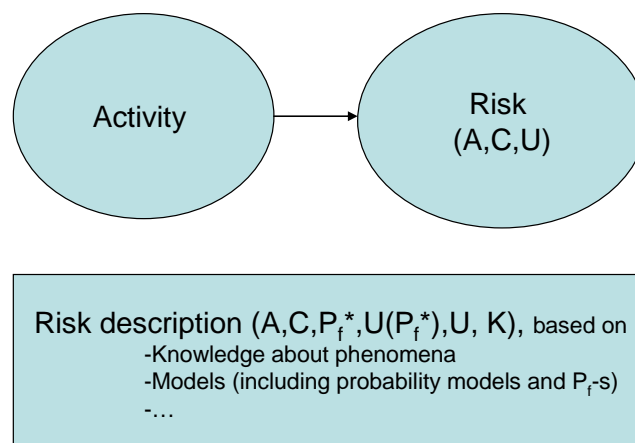 Activity
Risk
(A,C,U)
Risk description (A,C,P_f*,U(P_f*),U, K), based on
-Knowledge about phenomena
-Models (including probability models and P_f-s)
-…